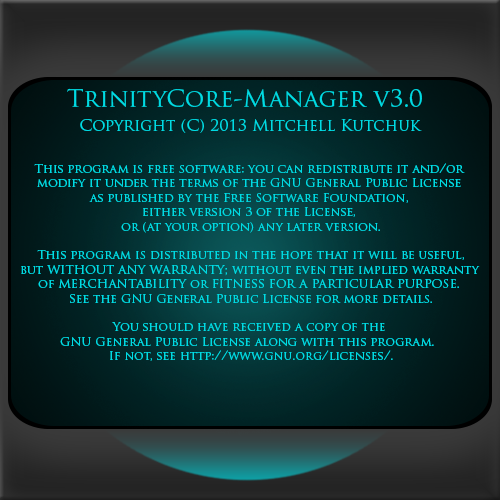 TrinityCore-Manager v3.0
Copyright (C) 2013 Mitchell Kutchuk
This program is free software: you can redistribute it and/or
modify it under the terms of the GNU General Public License
as published by the Free Software Foundation,
either version 3 of the License,
or (at your option) any later version.
This program is distributed in the hope that it will be useful,
but WITHOUT ANY WARRANTY; without even the implied warranty
of MERCHANTABILITY or FITNESS FOR A PARTICULAR PURPOSE.
See the GNU General Public License for more details.
You should have received a copy of the
GNU General Public License along with this program.
If not, see http://www.gnu.org/licenses/.